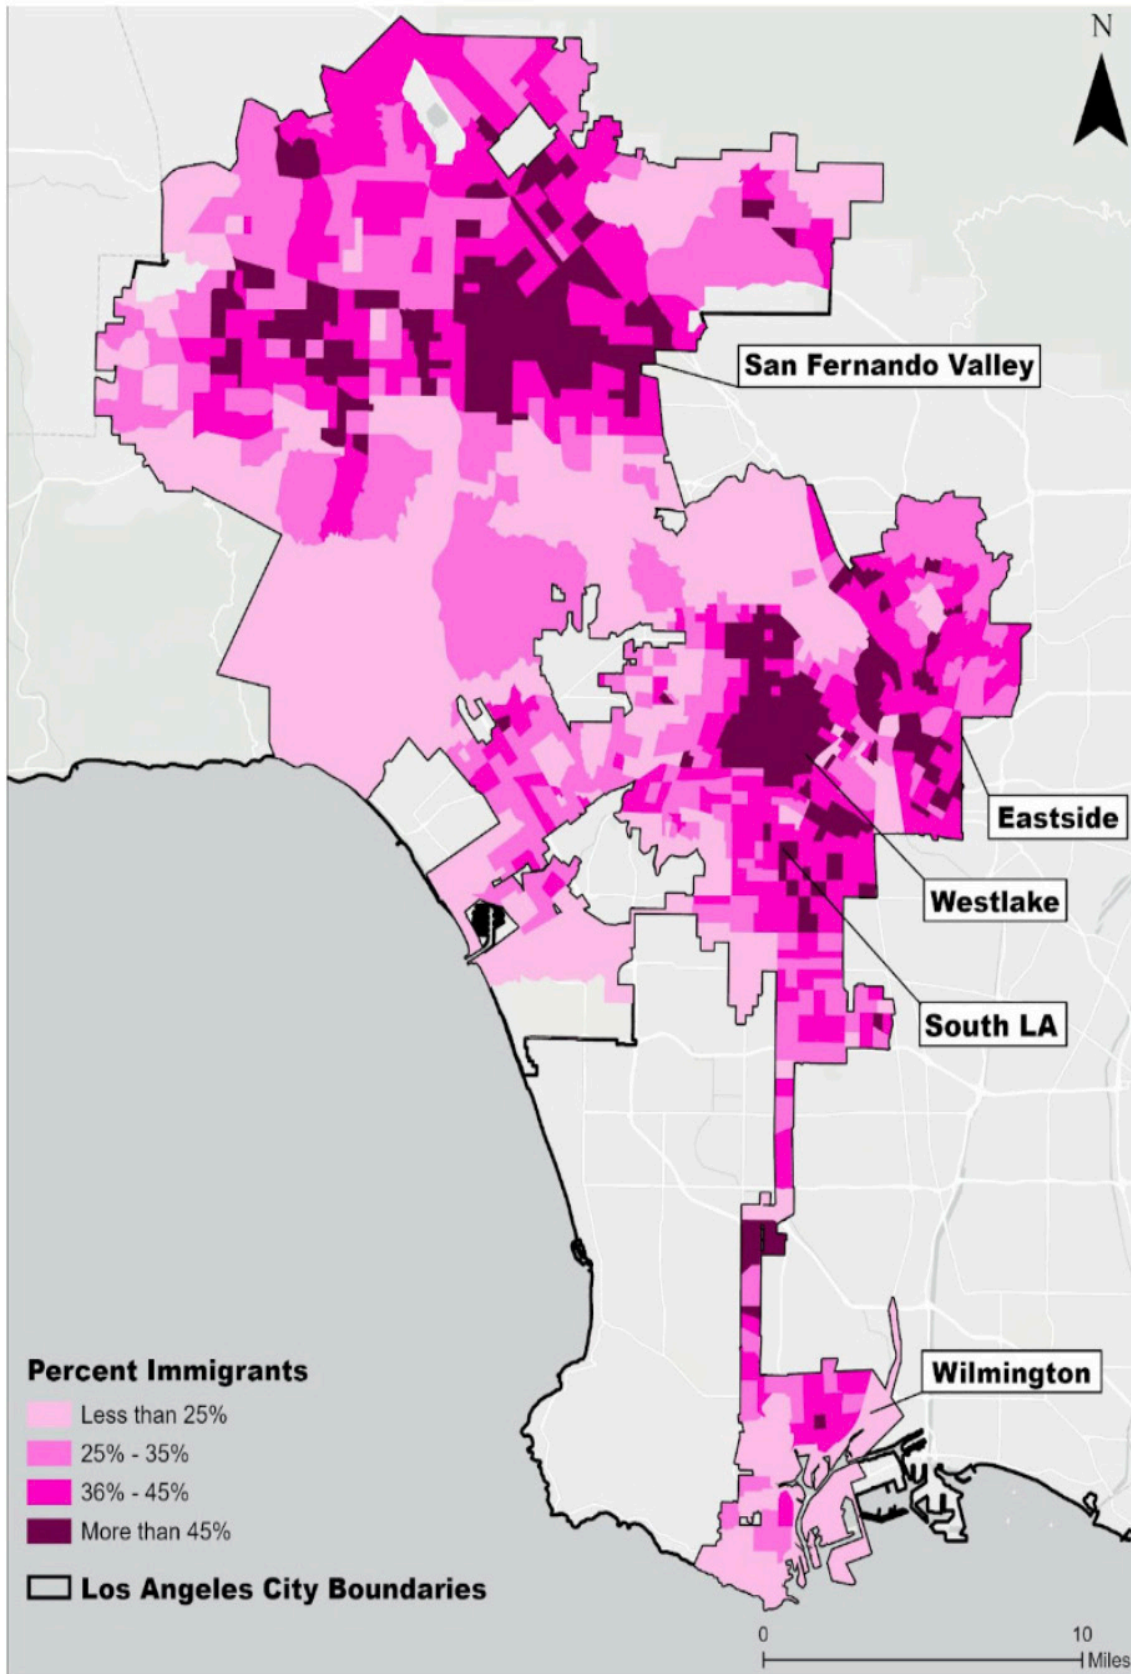 N
San Fernando Valley
Eastside
Westlake
South LA
Wilmington
Percent Immigrants
Less than 25%
25% - 35%
36% - 45%
More than 45%
Los Angeles City Boundaries
0 10
Miles